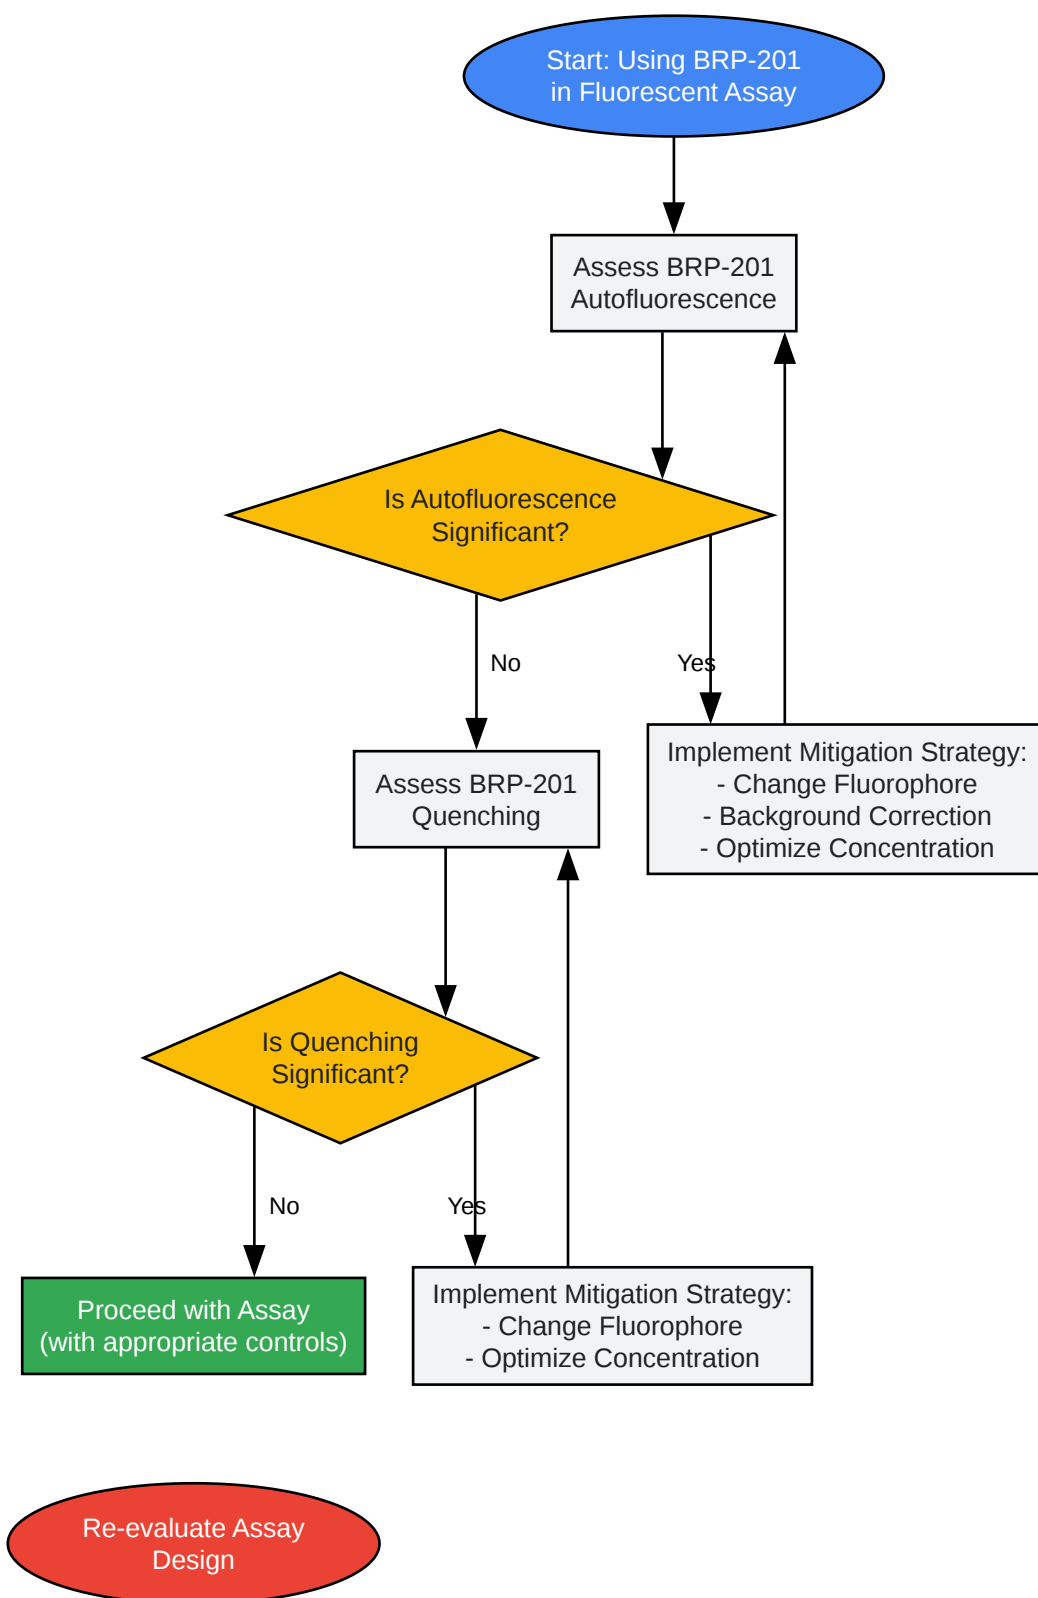 Start: Using BRP-201
in Fluorescent Assay
Assess BRP-201
Autofluorescence
Is Autofluorescence
Significant?
No
Yes
Assess BRP-201
Quenching
Implement Mitigation Strategy:
- Change Fluorophore
- Background Correction
- Optimize Concentration
Is Quenching
Significant?
No
Yes
Proceed with Assay
(with appropriate controls)
Implement Mitigation Strategy:
- Change Fluorophore
- Optimize Concentration
Re-evaluate Assay
Design